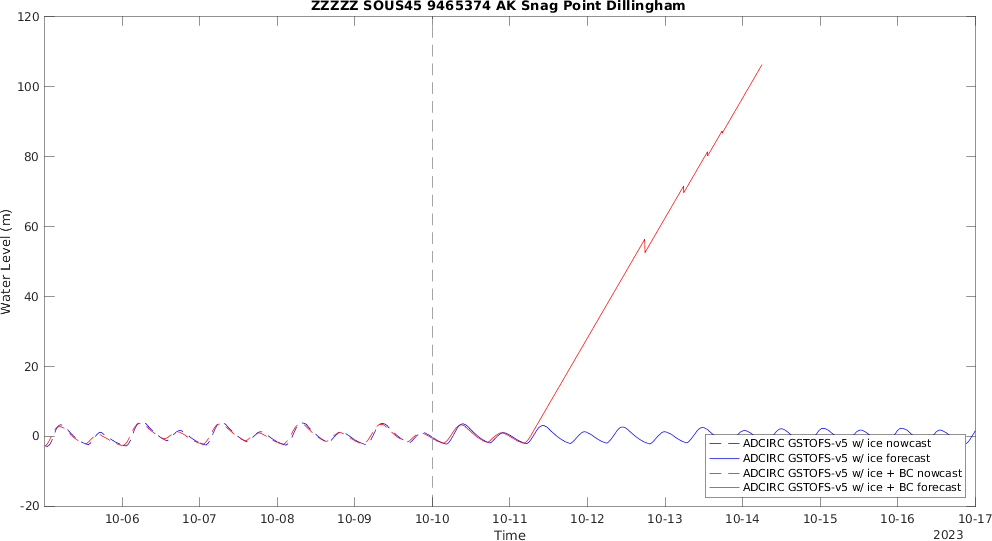 ZZZZZ SOUS45 9465374 AK Snag Point Dillingham
120
100
80
60
40
20
0
-20
Water Level (m)
ADCIRC GSTOFS-v5 w/ ice nowcast
ADCIRC GSTOFS-v5 w/ ice forecast
ADCIRC GSTOFS-v5 w/ ice + BC nowcast
ADCIRC GSTOFS-v5 w/ ice + BC forecast
10-06 10-07 10-08 10-09 10-10 10-11 10-12 10-13 10-14 10-15 10-16 10-17
Time
2023